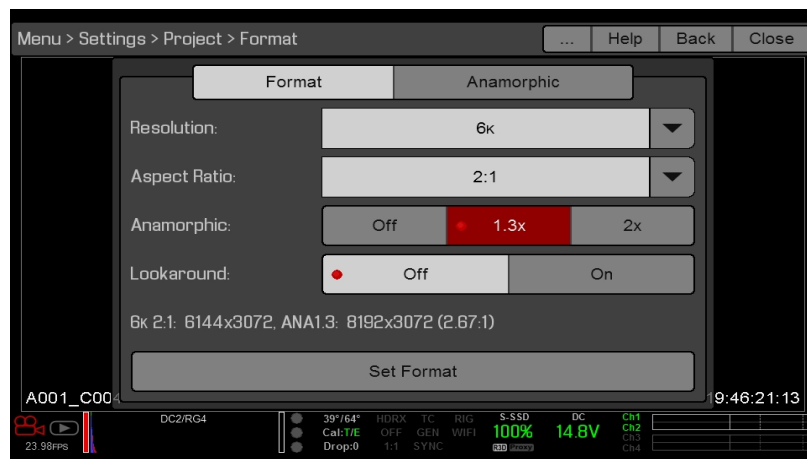 Menu > Settings > Project > Format ... Help Back Close
Format Anamorphic
Resolution: 6K
Aspect Ratio: 2:1
Anamorphic: Off 1.3x 2x
Lookaround: Off On
6K 2:1: 6144x3072, ANA1.3: 8192x3072 (2.67:1)
Set Format
A001_C004 19:46:21:13
DC2/RG4 39°/64° HDRX TC RIG S-SSD DC Ch1
Cal:T/E OFF GEN WIFI 100% 14.8V Ch2
23.98FPS Drop:0 1:1 SYNC R3D Proxy Ch3
Ch4